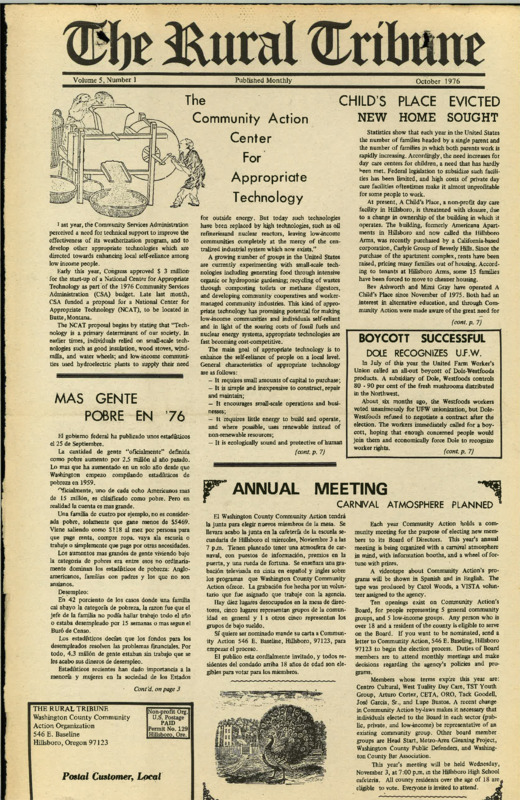 The Rural Tribune
Volume 5, Number 1
Published Monthly
October 1976
The
Community Action
Center
For
Appropriate
Technology
Last year, the Community Services Administration
perceived a need for technical support to improve the
effectiveness of its weatherization program, and to
develop other appropriate technologies which are
directed towards enhancing local self-reliance among
low income people.
Early this year, Congress approved $ 3 million
for the start-up of a National Centre for Appropriate
Technology as part of the 1976 Community Services
Administration (CSA) budget. Late last month,
CSA funded a proposal for a National Center for
Appropriate Technology (NCAT), to be located in
Butte, Montana.
The NCAT proposal begins by stating that "Tech-
nology is a primary determinant of our society. In
earlier times, individuals relied on small-scale tech-
nologies such as good insulation, wood stoves, wind-
mills, and water wheels; and low-income communi-
ties used hydroelectric plants to supply their need
for outside energy. But today such technologies
have been replaced by high technologies, such as oil
refineries and nuclear reactors, leaving low-income
communities completely at the mercy of the cen-
tralized industrial system which now exists."
A growing number of groups in the United States
are currently experimenting with small-scale tech-
nologies including generating food through intensive
organic or hydroponic gardening; recycling of wastes
through composting toilets or methane digesters,
and developing community cooperatives and worker-
managed community industries. This kind of appro-
priate technology has promising potential for making
low-income communities and individuals self-reliant
and in light of the soaring costs of fossil fuels and
nuclear energy systems, appropriate technologies are
fast becoming cost-competitive.
The main goal of appropriate technology is to
enhance the self-reliance of people on a local level.
General characteristics of appropriate technology
are as follows:
— It requires small amounts of capital to purchase;
— It is simple and inexpensive to construct, repair
and maintain;
— It encourages small-scale operations and busi-
nesses;
— It requires little energy to build and operate,
and where possible, uses renewable instead of
non-renewable resources;
— It is ecologically sound and protective of human
(cont. p. 7)
CHILD'S PLACE EVICTED
NEW HOME SOUGHT
Statistics show that each year in the United States
the number of families headed by a single parent and
the number of families in which both parents work is
rapidly increasing. Accordingly, the need increases for
day care centers for children, a need that has hardly
been met. Federal legislation to subsidize such facili-
ties has been limited, and high costs of private day
care facilities oftentimes make it almost unprofitable
for some people to work.
At present, A Child's Place, a non-profit day care
facility in Hillsboro, is threatened with closure, due
to a change in ownership of the building in which it
operates. The building, formerly Americana Apart-
ments in Hillsboro and now called the Hillsboro
Arms, was recently purchased by a California-based
corporation, Carlyle Group of Beverly Hills. Since the
purchase of the apartment complex, rents have been
raised, pricing many families out of housing. Accord-
ing to tenants at Hillsboro Arms, some 15 families
have been forced to move to cheaper housing.
Bev Ashworth and Mimi Gray have operated A
Child's Place since November of 1975. Both had an
interest in alternative education, and through Com-
munity Action were made aware of the great need for
(cont. p. 7)
BOYCOTT SUCCESSFUL
DOLE RECOGNIZES U.F.W.
In July of this year the United Farm Worker's
Union called an all-out boycott of Dole-Westfoods
products. A subsidiary of Dole, Westfoods controls
80 - 90 per cent of the fresh mushrooms distributed
in the Northwest.
About six months ago, the Westfoods workers
voted unanimously for UFW unionization, but Dole-
Westfoods refused to negotiate a contract after the
election. The workers immediately called for a boy-
cott, hoping that enough concerned people would
join them and economically force Dole to recognize
worker rights.
(cont. p. 7)
MAS GENTE
POBRE EN '76
El gobierno federal ha publicado unos estadisticos
el 25 de Septiembre.
La cantidad de gente "oficialmente" definida
como pobre aumento por 2,5 million al año pasado.
Lo mas que ha aumentado en un solo año desde que
Washington empezo compilando estadisticos de
pobreza en 1959.
"Oficialmente, uno de cada ocho Americanos mas
de 15 million, es clasificado como pobre. Pero en
realidad la cuenta es mas grande.
Una familia de cuatro por ejemplo, no es conside-
rada pobre, solamente que gane menos de $5469.
Viene saliendo como $118 al mes por persona para
que paga renta, compra ropa, vaya ala escuela o
trabaje o simplemente que paga por otras necesidades.
Los aumentos mas grandes de gente viviendo bajo
la categoria de pobreza era entre esos no ordinaria-
mente dominan los estadisticos de pobreza: Anglo-
americanos, familias con padres y los que no son
ancianos.
Desempleo:
En 42 porciento de los casos donde una familia
cai abajo la categoria de pobreza, la razon fue que el
jefe de la familia no podia hallar trabajo todo el año
o estaba desempleado por 15 semanas o mas segun el
Buró de Censo.
Los estadisticos decian que los fondos para los
desempleados resolvan los problemas financieros. Por
todo, 4.3 million de gente estaban sin trabajo que se
les acabo sus dineros de desempleo.
Estadisticos recientes han dado importancia a la
menoria y mujeres en la sociedad de los Estados
Cont'd. on page 3
ANNUAL MEETING
CARNIVAL ATMOSPHERE PLANNED
El Washington County Community Action tendrá
la junta para elegir nuevos miembros de la mesa. Se
llevara acabo la junta en la cafetería de la escuela se-
cundaria de Hillsboro el miercoles, Noviembre 3 a las
7 p.m. Tienen planeado tener una atmosfera de car-
naval, con puestos de información, premios en la
puerta, y una rueda de fortuna. Se enseñara una gra-
bación televista en cinta en español y ingles sobre
los programas que Washington County Community
Action ofrece. La grabación fue hecha por un volun-
tario que fue asignado que trabaje con la agencia.
Hay diez lugares desocupados en la mesa de direc-
tores, cinco lugares representan grupos de la comuni-
dad en general y l s otros cinco representan los
grupos de bajo sueldo.
Si quiere ser nominado mande su carta a Communi-
ty Action 546 E. Baseline, Hillsboro, 97123, para
empezar el proceso.
El publico esta cordialmente invitado, y todos re-
sidentes del condado arriba 18 años de edad son ele-
gibles para votar para los miembros.
Each year Community Action holds a com-
munity meeting for the purpose of electing new mem-
bers to its Board of Directors. This year's annual
meeting is being organized with a carnival atmosphere
in mind, with information booths, and a wheel of for-
tune with prizes.
A videotape about Community Action's pro-
grams will be shown in Spanish and in English. The
tape was produced by Carol Woods, a VISTA volun-
teer assigned to the agency.
Ten openings exist on Community Action's
Board, for people representing 5 general community
groups, and 5 low-income groups. Any person who is
over 18 and a resident of the county is eligible to serve
on the Board. If you want to be nominated, send a
letter to Community Action, 546 E. Baseline, Hillsboro
97123 to begin the election process. Duties of Board
members are to attend monthly meetings and make
decisions regarding the agency's policies and pro-
grams.
Members whose terms expire this year are:
Centro Cultural, West Tuality Day Care, TST Youth
Group, Arturo Cortez, CETA, ORO, Tack Goodell,
José Garcia, Sr., and Lupe Bustos. A recent change
in Community Action by-laws makes it necessary that
individuals elected to the Board in each sector (pub-
lic, private, and low-income) be representative of an
existing community group. Other board member
groups are Head Start, Metro-Area Gleaning Project,
Washington County Public Defenders, and Washing-
ton County Bar Association.
This year's meeting will be held Wednesday,
November 3, at 7:00 p.m, in the Hillsboro High School
cafeteria. All county residents over the age of 18 are
eligible to vote. Everyone is invited to attend.
THE RURAL TRIBUNE
Washington County Community
Action Organization
546 E. Baseline
Hillsboro, Oregon 97123
Non-profit Org.
U.S. Postage
PAID
Permit No. 129
Hillsboro, Ore.
Postal Customer, Local